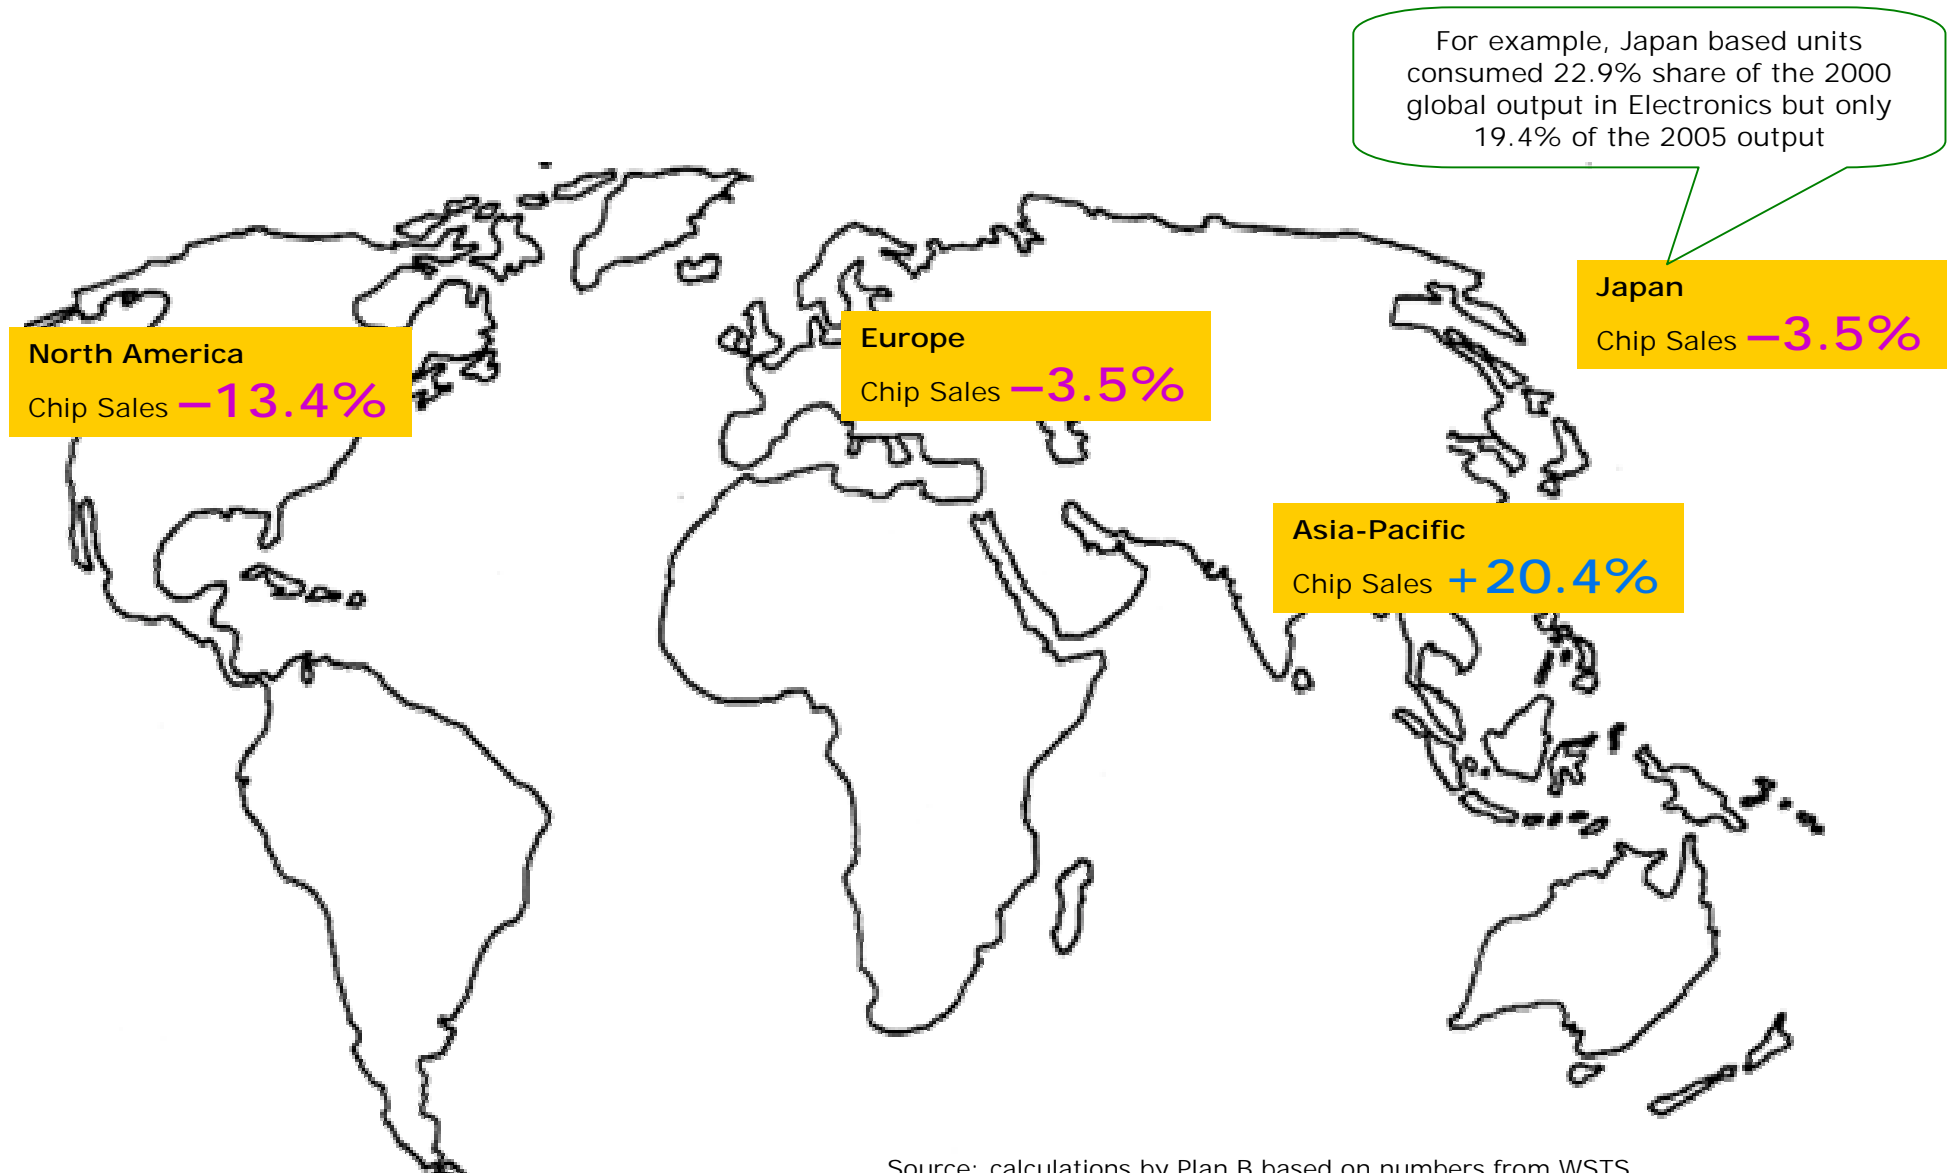 For example, Japan based units
consumed 22.9% share of the 2000
global output in Electronics but only
19.4% of the 2005 output
Japan
Chip Sales –3.5%
North America
Chip Sales –13.4%
Europe
Chip Sales –3.5%
Asia-Pacific
Chip Sales +20.4%
Source: calculations by Plan B based on numbers from WSTS